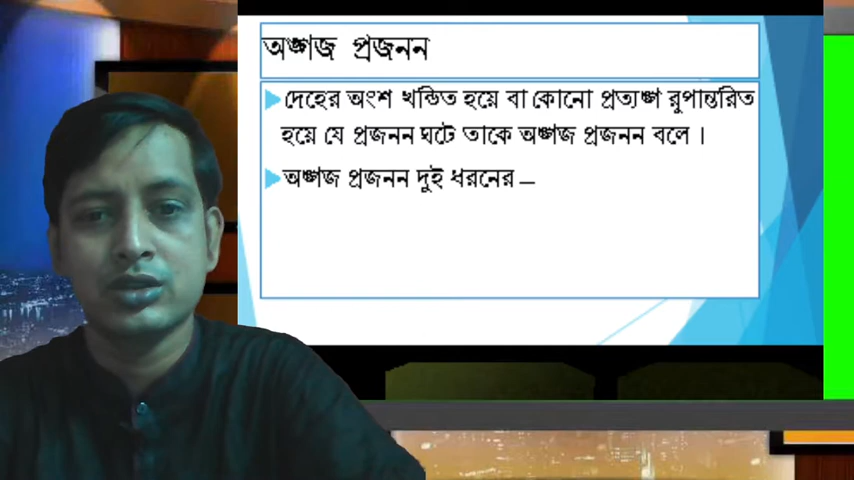 অঙ্গজ প্রজনন
দেহের অংশ খন্ডিত হয়ে বা কোনো প্রত্যঙ্গ রুপান্তরিত
হয়ে যে প্রজনন ঘটে তাকে অঙ্গজ প্রজনন বলে ।
অঙ্গজ প্রজনন দুই ধরনের –